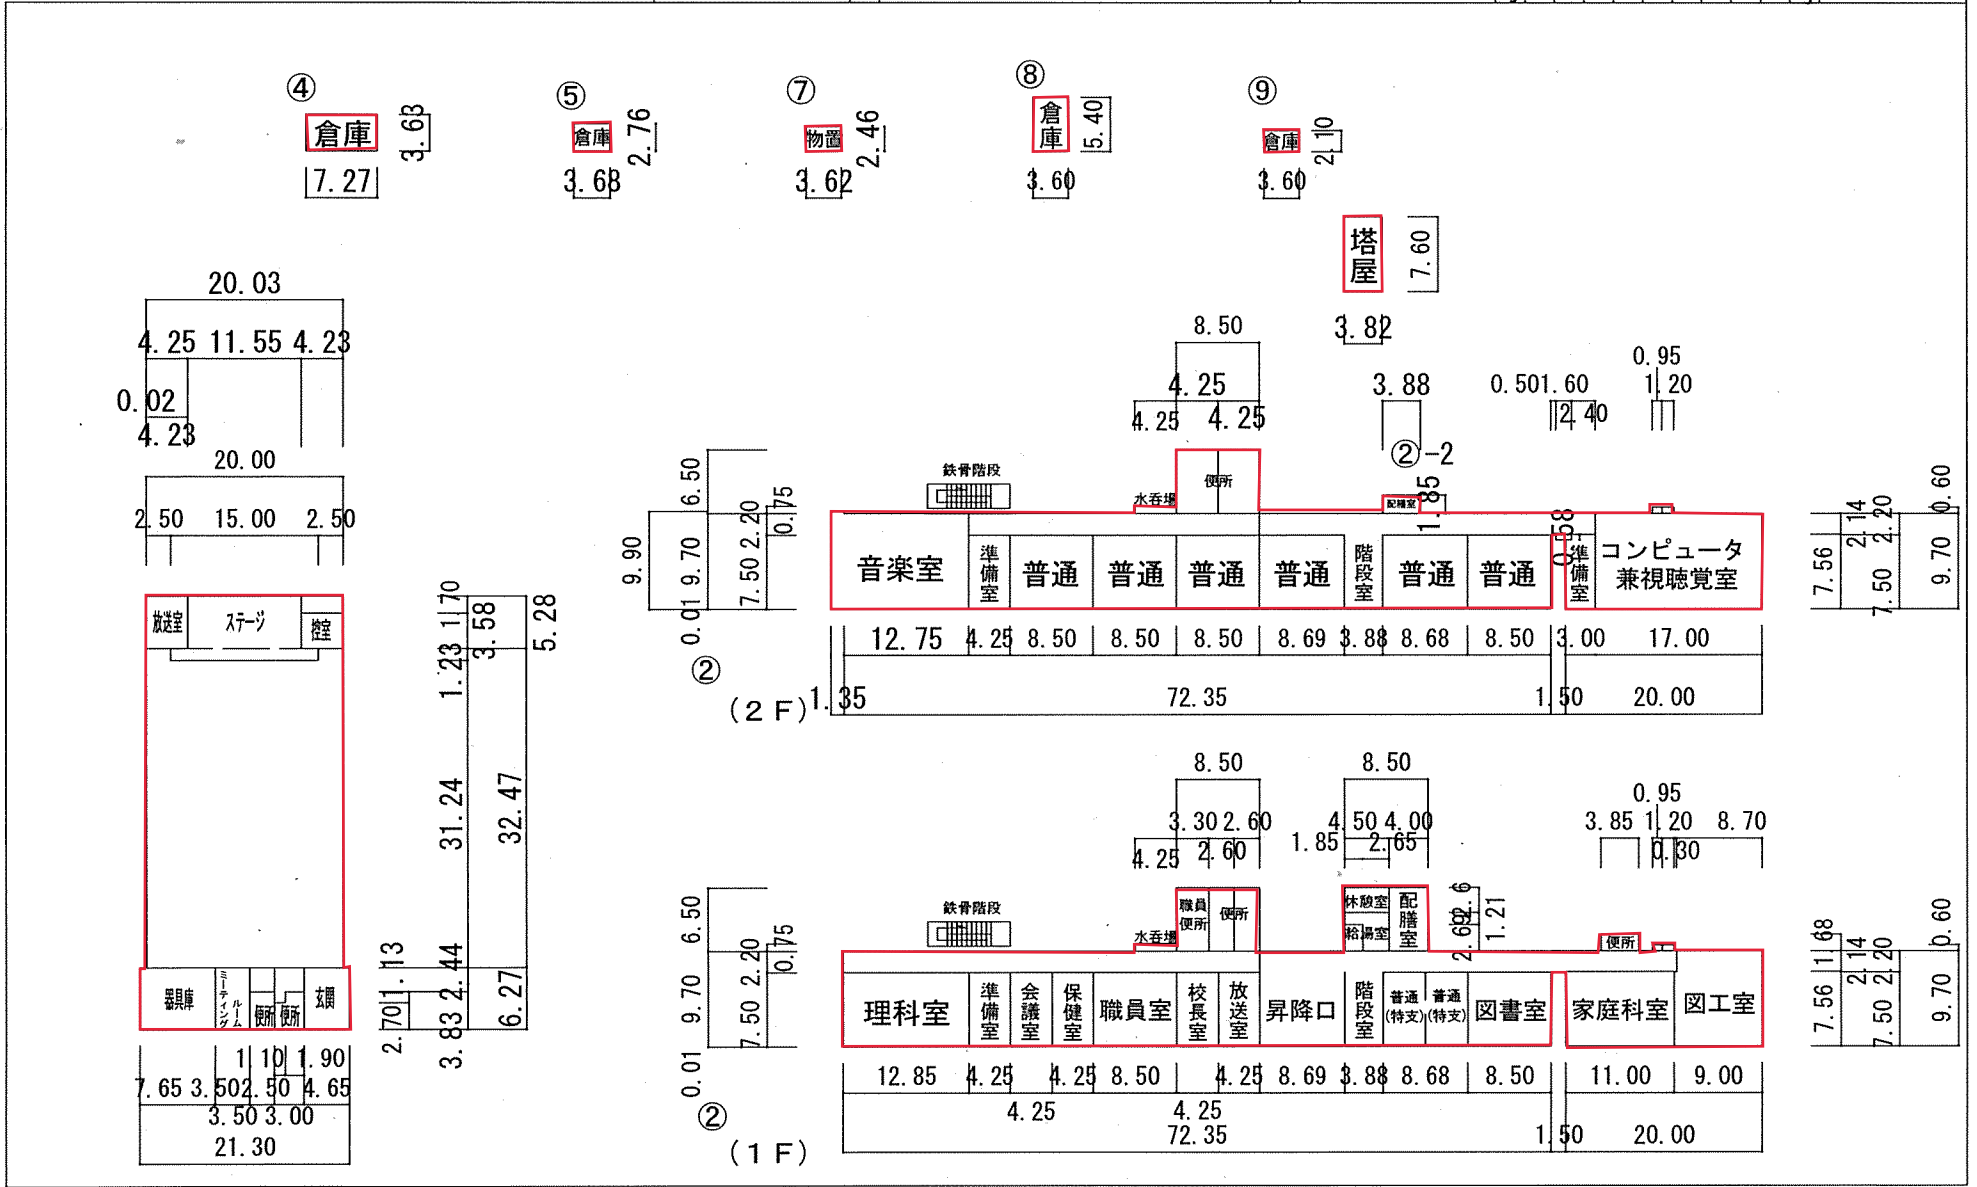 ④
倉庫
3.63
7.27
⑤
倉庫
2.76
3.68
⑦
物置
2.46
3.62
⑧
倉庫
5.40
3.60
⑨
倉庫
2.10
3.60
塔屋
7.60
3.82
20.03
4.25 11.55 4.23
0.02
4.23
20.00
2.50 15.00 2.50
放送室 ステージ 控室
1.70
3.58
5.28
1.23
31.24
32.47
1.13
2.44
2.70
3.83
6.27
器具庫 ミーティングルーム 便所 便所 玄関
1.10 1.90
7.65 3.50 2.50 4.65
3.50 3.00
21.30
8.50
4.25
4.25 4.25
3.88
0.50 1.60
2.40
0.95
1.20
②-2
鉄骨階段
水呑場
便所
配膳室
1.85
0.58
6.50
2.20
0.75
9.90
9.70
7.50
0.01
音楽室 準備室 普通 普通 普通 普通 階段室 普通 普通 準備室 コンピュータ兼視聴覚室
0.60
2.14
2.20
7.56
7.50
9.70
12.75 4.25 8.50 8.50 8.50 8.69 3.88 8.68 8.50 3.00 17.00
1.35 72.35 1.50 20.00
②
(2F)
8.50 8.50
3.30 2.60
4.25 2.60
4.50 4.00
1.85 2.65
0.95
3.85 1.20 8.70
0.30
鉄骨階段
水呑場
職員便所 便所
休憩室
給湯室
配膳室
2.69
1.21
便所
6.50
2.20
0.75
9.70
7.50
0.01
理科室 準備室 会議室 保健室 職員室 校長室 放送室 昇降口 階段室 普通(特支) 普通(特支) 図書室 家庭科室 図工室
1.68
2.14
2.20
0.60
7.56
7.50
9.70
12.85 4.25 4.25 8.50 4.25 8.69 3.88 8.68 8.50 11.00 9.00
4.25 4.25
72.35 1.50 20.00
②
(1F)